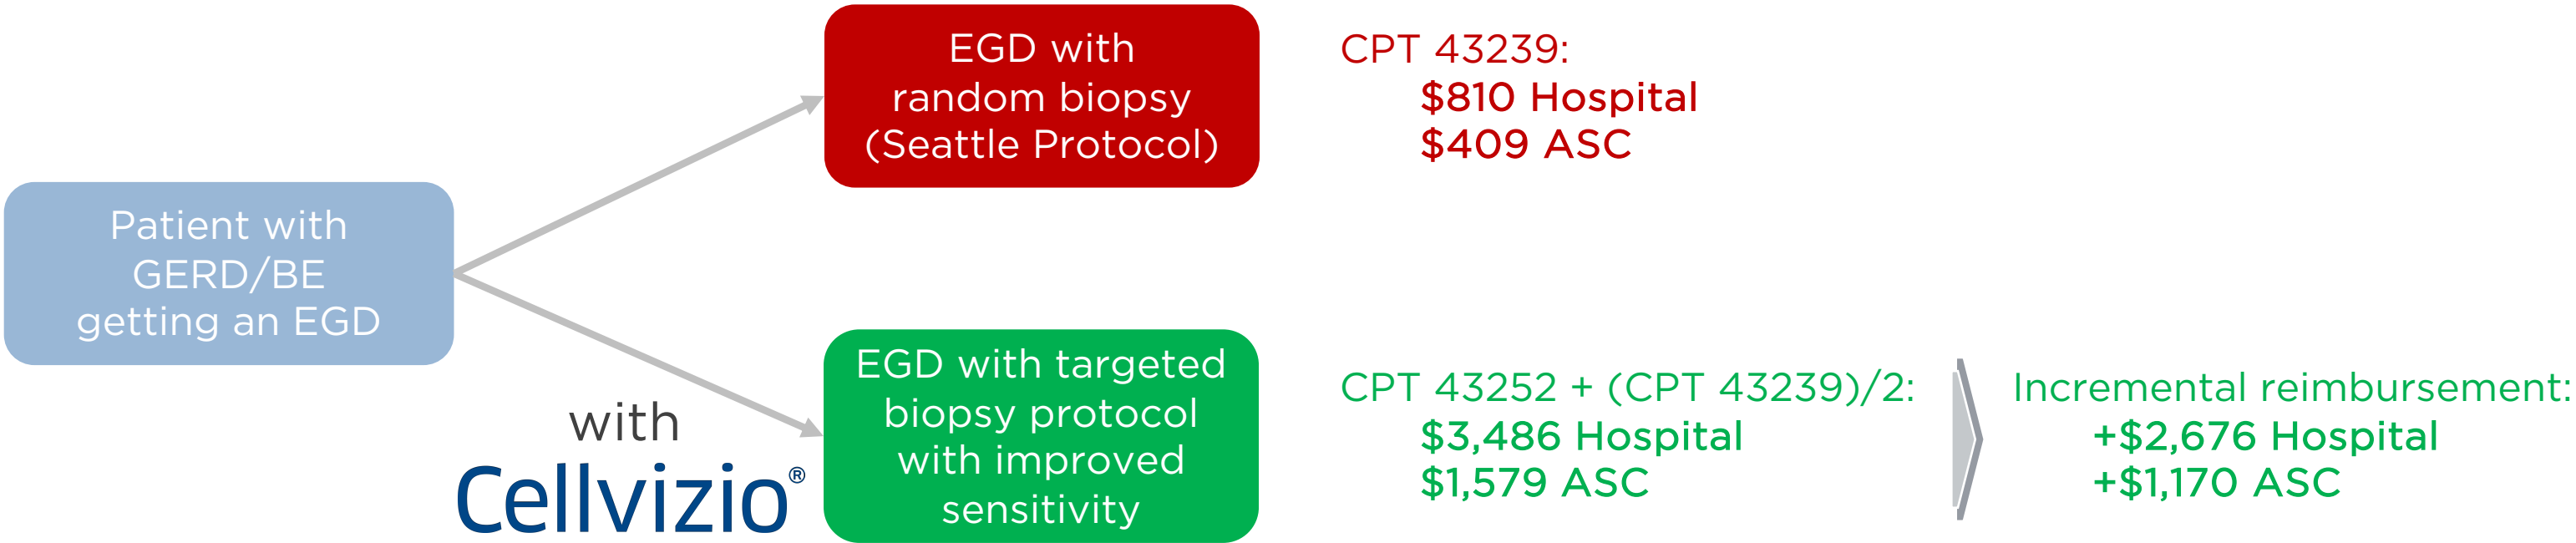 Patient with
GERD/BE
getting an EGD
EGD with
random biopsy
(Seattle Protocol)
CPT 43239:
$810 Hospital
$409 ASC
with
Cellvizio®
EGD with targeted
biopsy protocol
with improved
sensitivity
CPT 43252 + (CPT 43239)/2:
$3,486 Hospital
$1,579 ASC
Incremental reimbursement:
+$2,676 Hospital
+$1,170 ASC